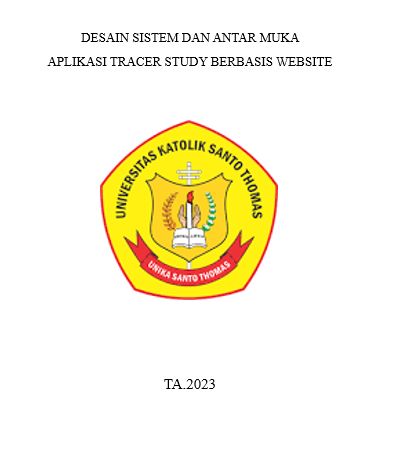 DESAIN SISTEM DAN ANTAR MUKA
APLIKASI TRACER STUDY BERBASIS WEBSITE
UNIVERSITAS KATOLIK SANTO THOMAS
UNIKA SANTO THOMAS
TA.2023